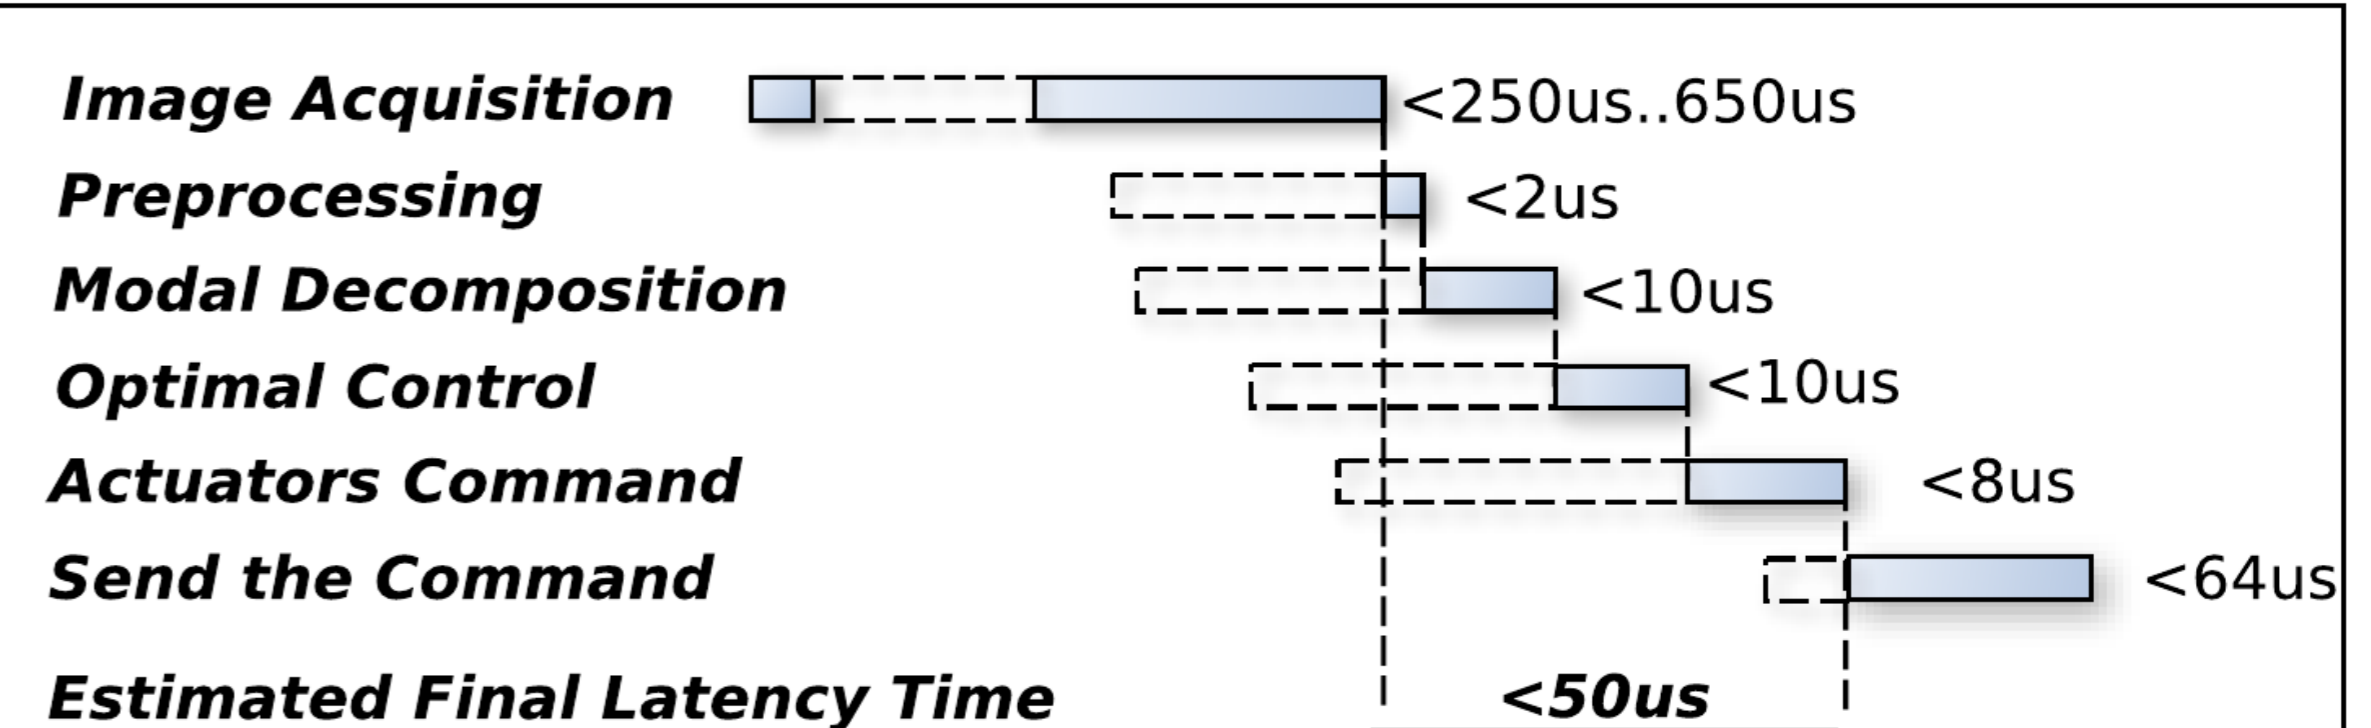 Image Acquisition <250us..650us
Preprocessing <2us
Modal Decomposition <10us
Optimal Control <10us
Actuators Command <8us
Send the Command <64us
Estimated Final Latency Time <50us